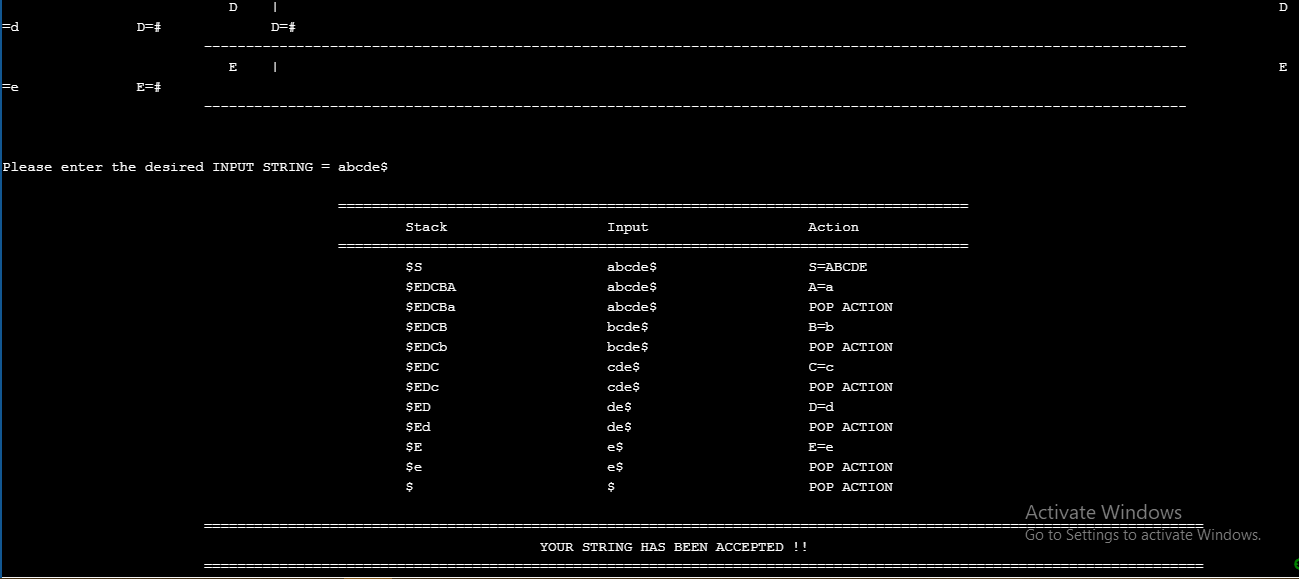 D | D
=d D=# D=#
------------------------------------------------------------------------------------------------------------------------
E | E
=e E=#
------------------------------------------------------------------------------------------------------------------------
Please enter the desired INPUT STRING = abcde$
===========================================================================
Stack Input Action
===========================================================================
$S abcde$ S=ABCDE
$EDCBA abcde$ A=a
$EDCBa abcde$ POP ACTION
$EDCB bcde$ B=b
$EDCb bcde$ POP ACTION
$EDC cde$ C=c
$EDc cde$ POP ACTION
$ED de$ D=d
$Ed de$ POP ACTION
$E e$ E=e
$e e$ POP ACTION
$ $ POP ACTION
Activate Windows
=======================================================================================================================
Go to Settings to activate Windows.
YOUR STRING HAS BEEN ACCEPTED !!
=======================================================================================================================